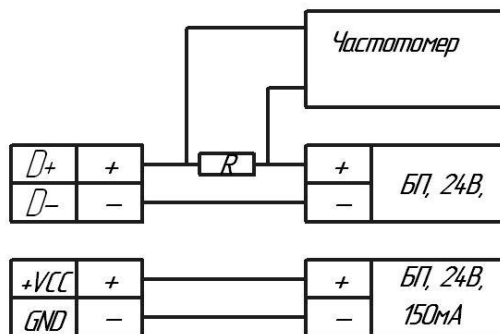 Частотомер
D+ + R + БП, 24В,
D- - -
+VCC + + БП, 24В,
GND - - 150мА